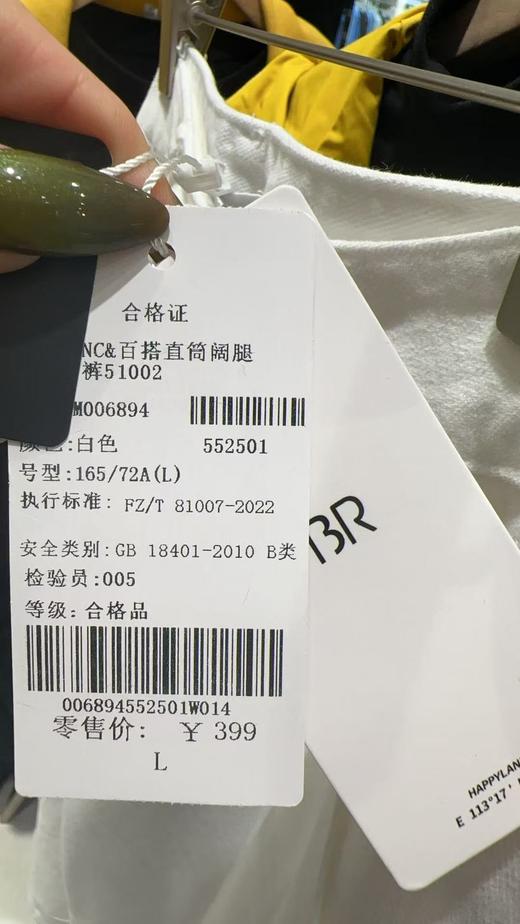 合格证
NC&百搭直筒阔腿
裤51002
M006894
552501
颜色:白色
号型:165/72A(L)
执行标准: FZ/T 81007-2022
安全类别:GB 18401-2010 B类
检验员:005
等级: 合格品
006894552501W014
零售价: ¥ 399
L
BR
HAPPYLAN
E 113°17'